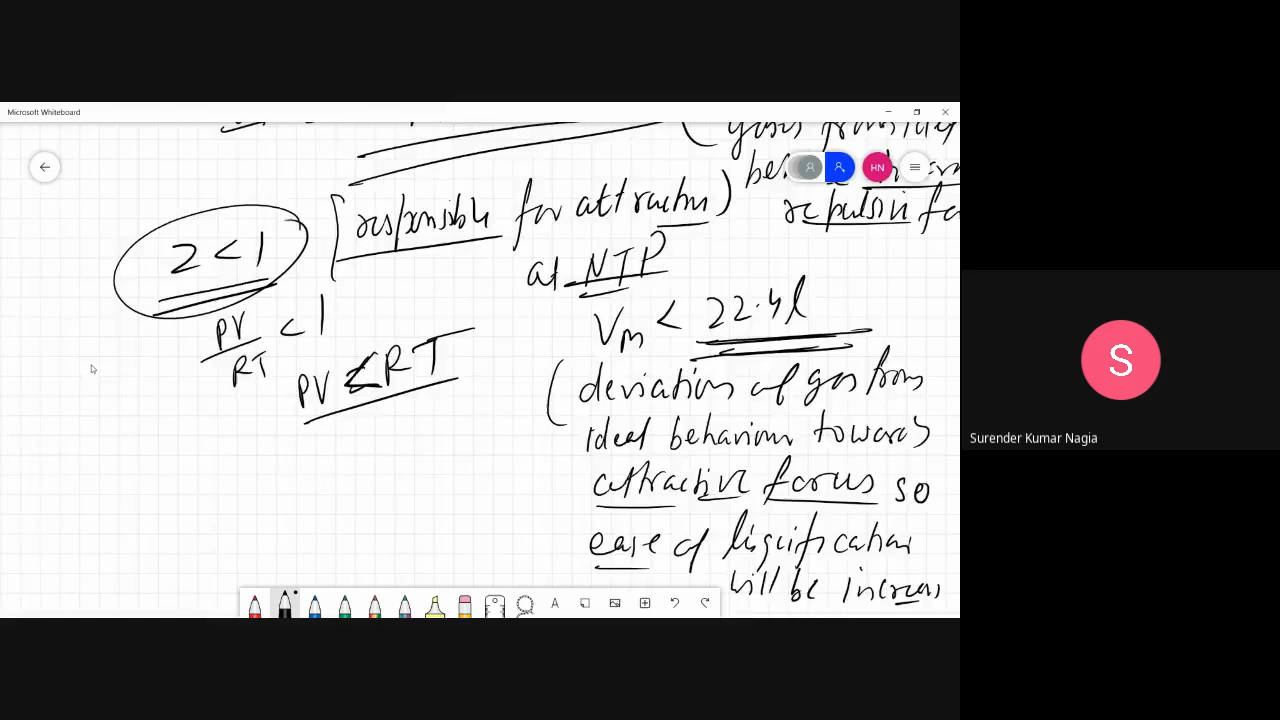 Microsoft Whiteboard
(gases from
HN
repulsive
[responsible for attraction)
Z < 1
at NTP
PV/RT < 1
Vm < 22.4l
PV < RT
(deviation of gas from
ideal behaviour towards
attractive forces so
ease of liquification
will be increas
A
S
Surender Kumar Nagia